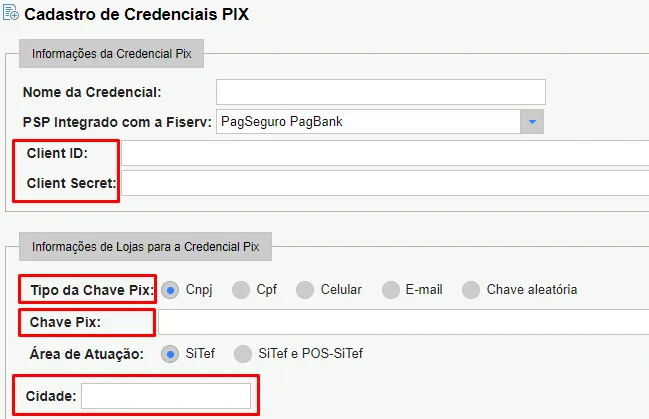 Cadastro de Credenciais PIX
Informações da Credencial Pix
Nome da Credencial:
PSP Integrado com a Fiserv: PagSeguro PagBank
Client ID:
Client Secret:
Informações de Lojas para a Credencial Pix
Tipo da Chave Pix: Cnpj Cpf Celular E-mail Chave aleatória
Chave Pix:
Área de Atuação: SiTef SiTef e POS-SiTef
Cidade: